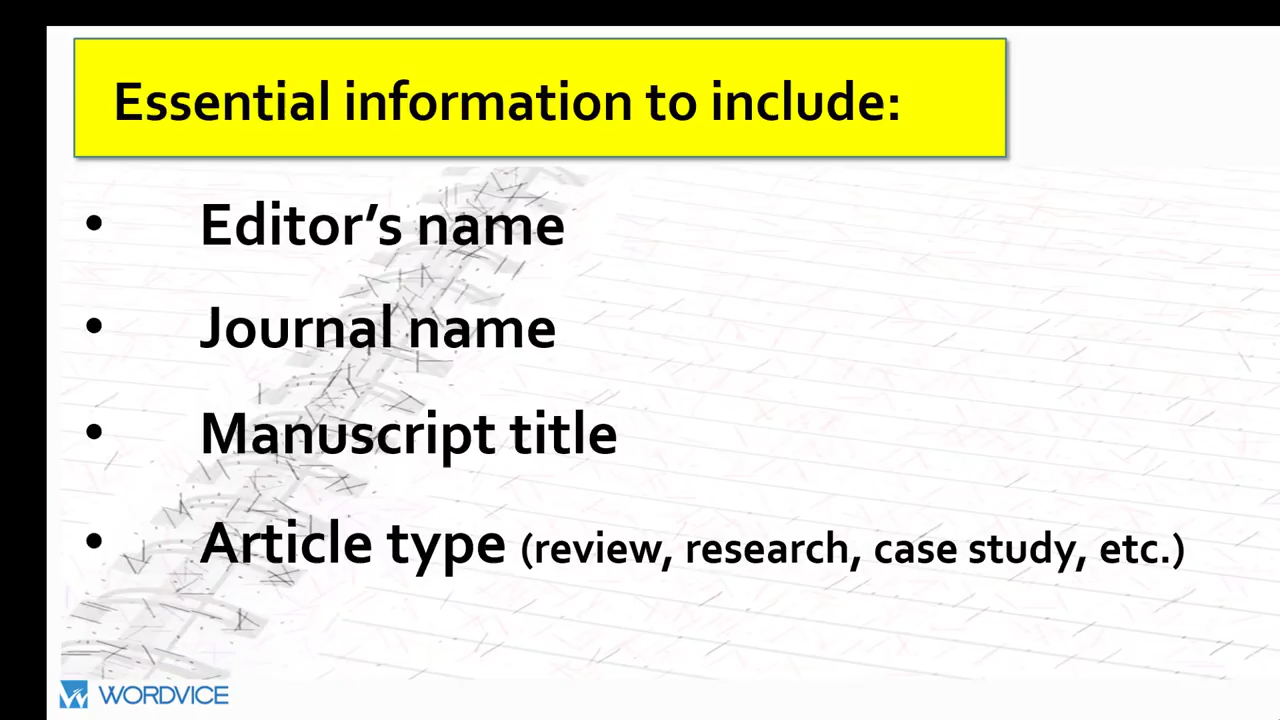 Essential information to include:
• Editor’s name
• Journal name
• Manuscript title
• Article type (review, research, case study, etc.)
WORDVICE